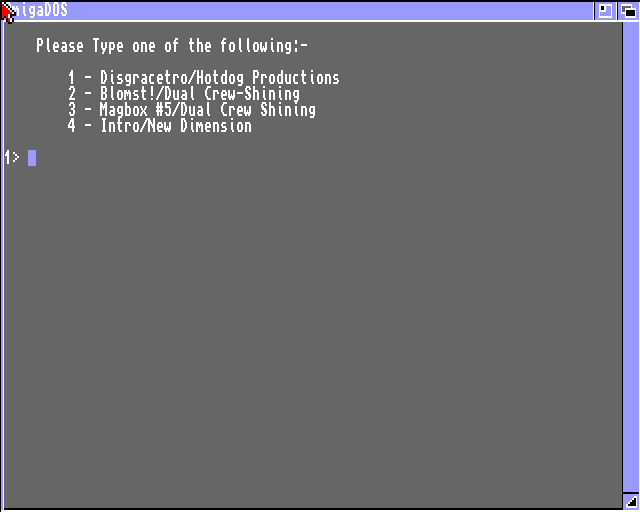 migaDOS
Please Type one of the following:-
1 - Disgracetro/Hotdog Productions
2 - Blomst!/Dual Crew-Shining
3 - Magbox #5/Dual Crew Shining
4 - Intro/New Dimension
1>